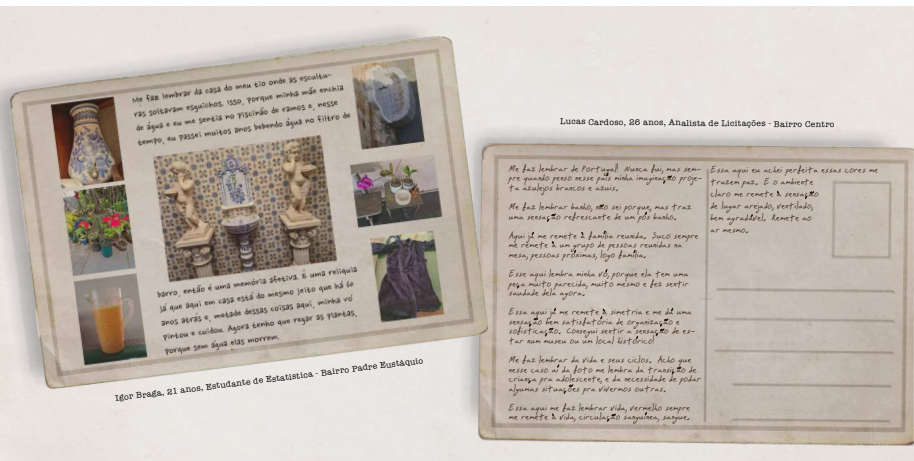 Me faz lembrar da casa do meu tio onde as escultu-
ras soltavam esguichos. Isso, porque minha mãe enchia
de água e eu me sentia no Piscinão de ramos e, nesse
tempo, eu passei muitos anos bebendo água no filtro de
barro, então é uma memória afetiva. É uma relíquia
já que aqui em casa está do mesmo jeito que há 60
anos atrás e, metade dessas coisas aqui, minha vó
Pintou e cuidou. Agora tenho que regar as plantas,
Porque sem água elas morrem.
Igor Braga, 21 anos, Estudante de Estatística - Bairro Padre Eustáquio
Lucas Cardoso, 26 anos, Analista de Licitações - Bairro Centro
Me faz lembrar de Portugal! Nunca fui, mas sem-
pre quando penso nesse país minha imaginação proje-
ta azulejos brancos e azuis.
Me faz lembrar banho, não sei porque, mas traz
uma sensação refrescante de um pós banho.
Aqui já me remete à família reunida. Suco sempre
me remete à um grupo de pessoas reunidas na
mesa, pessoas próximas, logo família.
Esse aqui lembra minha vó, porque ela tem uma
peça muito parecida, muito mesmo e fez sentir
saudade dela agora.
Essa aqui já me remete à simetria e me dá uma
sensação bem satisfatória de organização e
sofisticação. Consegui sentir a sensação de es-
tar num museu ou um local histórico!
Me faz lembrar da vida e seus ciclos. Acho que
nesse caso aí da foto me lembra da transição de
criança pra adolescente, e da necessidade de podar
algumas situações pra vivermos outras.
Essa aqui me faz lembrar vida, vermelho sempre
me remete à vida, circulação sanguínea, sangue.
Essa aqui eu achei perfeita essas cores me
trazem paz. E o ambiente
claro me remete à sensação
de lugar arejado, ventilado,
bem agradável. Remete ao
ar mesmo.